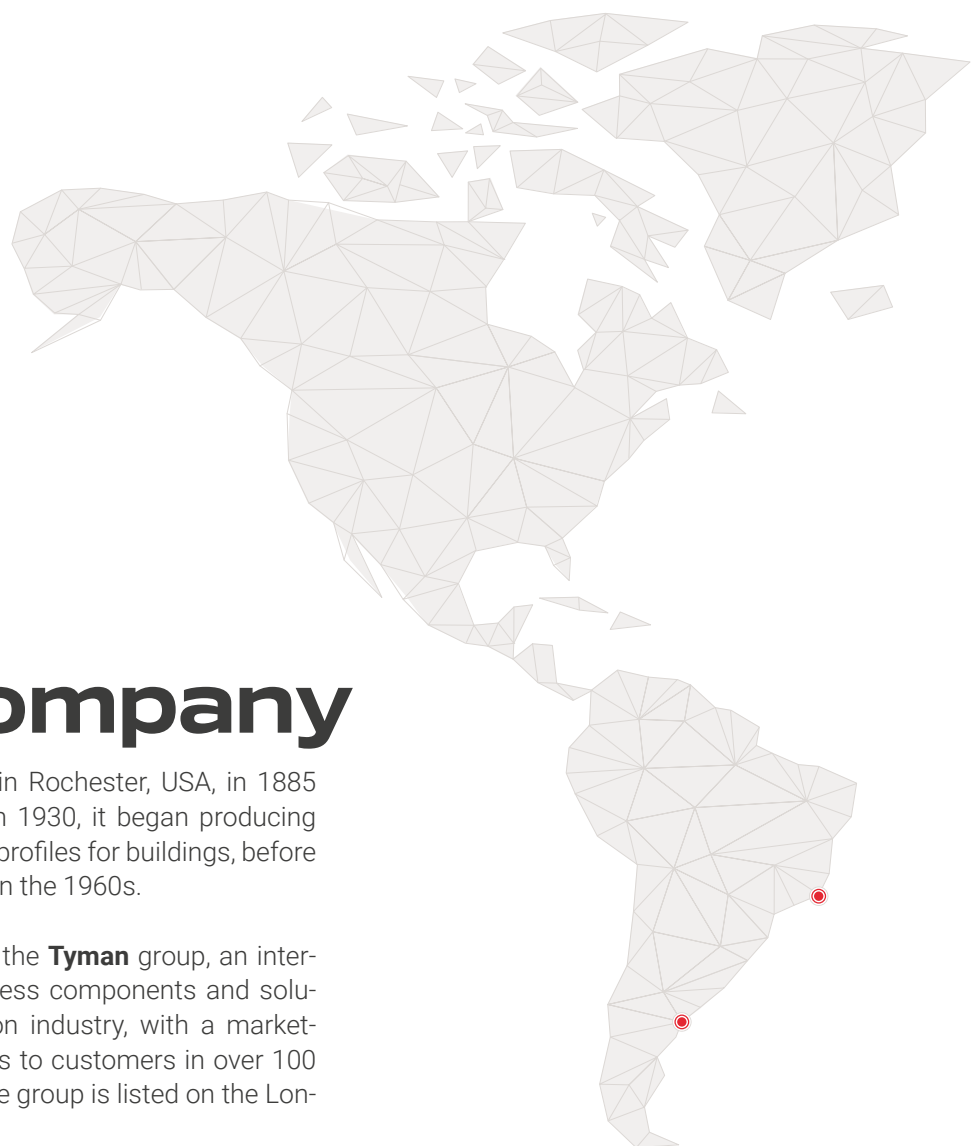 ompany
in Rochester, USA, in 1885
n 1930, it began producing
profiles for buildings, before
n the 1960s.
the Tyman group, an inter-
ess components and solu-
on industry, with a market-
s to customers in over 100
e group is listed on the Lon-